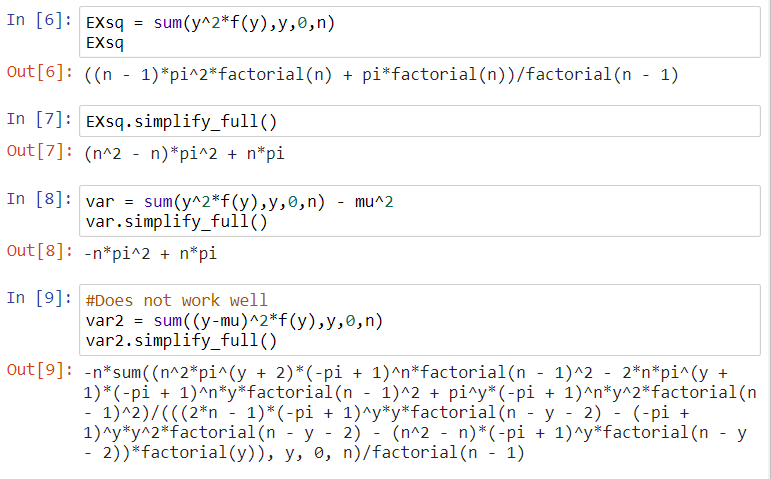 In [6]: EXsq = sum(y^2*f(y),y,0,n)
EXsq
Out[6]: ((n - 1)*pi^2*factorial(n) + pi*factorial(n))/factorial(n - 1)
In [7]: EXsq.simplify_full()
Out[7]: (n^2 - n)*pi^2 + n*pi
In [8]: var = sum(y^2*f(y),y,0,n) - mu^2
var.simplify_full()
Out[8]: -n*pi^2 + n*pi
In [9]: #Does not work well
var2 = sum((y-mu)^2*f(y),y,0,n)
var2.simplify_full()
Out[9]: -n*sum((n^2*pi^(y + 2)*(-pi + 1)^n*factorial(n - 1)^2 - 2*n*pi^(y +
1)*(-pi + 1)^n*y*factorial(n - 1)^2 + pi^y*(-pi + 1)^n*y^2*factorial(n
- 1)^2)/(((2*n - 1)*(-pi + 1)^y*y*factorial(n - y - 2) - (-pi +
1)^y*y^2*factorial(n - y - 2) - (n^2 - n)*(-pi + 1)^y*factorial(n - y
- 2))*factorial(y)), y, 0, n)/factorial(n - 1)